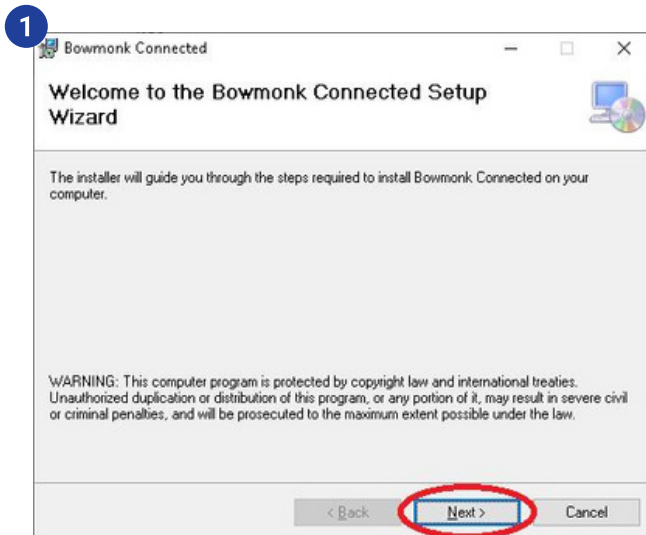 1
Bowmonk Connected
Welcome to the Bowmonk Connected Setup
Wizard
The installer will guide you through the steps required to install Bowmonk Connected on your
computer.
WARNING: This computer program is protected by copyright law and international treaties.
Unauthorized duplication or distribution of this program, or any portion of it, may result in severe civil
or criminal penalties, and will be prosecuted to the maximum extent possible under the law.
< Back Next > Cancel